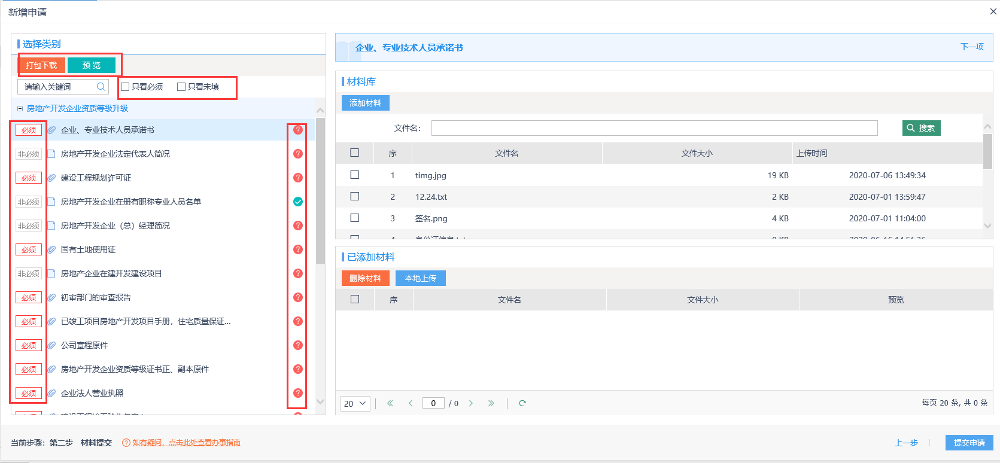 新增申请
选择类别
打包下载 预 览
请输入关键词 只看必须 只看未填
房地产开发企业资质等级升级
必须 企业、专业技术人员承诺书
非必须 房地产开发企业法定代表人简况
必须 建设工程规划许可证
非必须 房地产开发企业在册有职称专业人员名单
非必须 房地产开发企业（总）经理简况
必须 国有土地使用证
非必须 房地产企业在建开发建设项目
必须 初审部门的审查报告
必须 已竣工项目房地产开发项目手册，住宅质量保证...
必须 公司章程原件
必须 房地产开发企业资质等级证书正、副本原件
必须 企业法人营业执照
企业、专业技术人员承诺书 下一项
材料库
添加材料
文件名： 搜索
序 文件名 文件大小 上传时间
1 timg.jpg 19 KB 2020-07-06 13:49:34
2 12.24.txt 2 KB 2020-07-01 13:59:47
3 签名.png 4 KB 2020-07-01 11:04:00
已添加材料
删除材料 本地上传
序 文件名 文件大小 预览
20 0 / 0 每页 20 条, 共 0 条
当前步骤： 第二步 材料提交 如有疑问，点击此处查看办事指南 上一步 提交申请